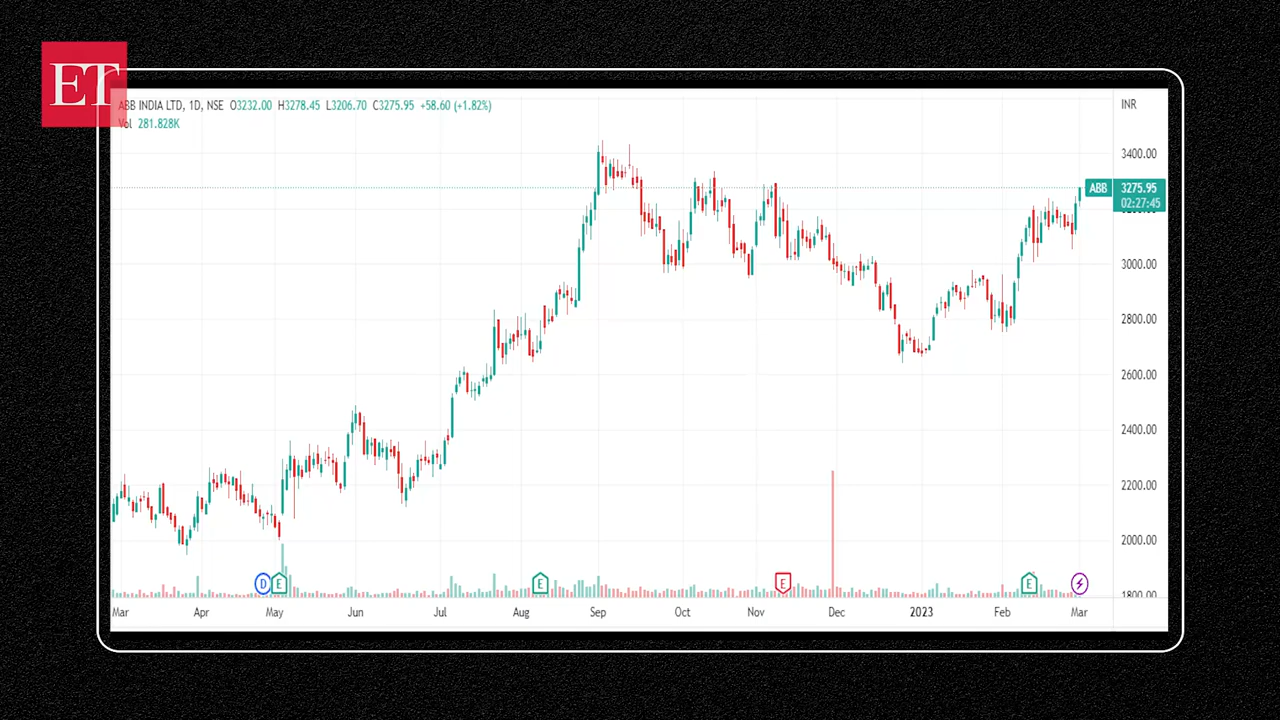 ET
ABB INDIA LTD, 1D, NSE O3232.00 H3278.45 L3206.70 C3275.95 +58.60 (+1.82%)
Vol 281.828K
INR
3400.00
ABB 3275.95
02:27:45
3200.00
3000.00
2800.00
2600.00
2400.00
2200.00
2000.00
1800.00
D E E E E
Mar Apr May Jun Jul Aug Sep Oct Nov Dec 2023 Feb Mar